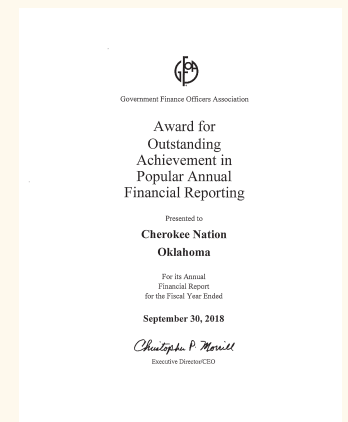 GFOA
Government Finance Officers Association
Award for
Outstanding
Achievement in
Popular Annual
Financial Reporting
Presented to
Cherokee Nation
Oklahoma
For its Annual
Financial Report
for the Fiscal Year Ended
September 30, 2018
Christopher P. Morrill
Executive Director/CEO